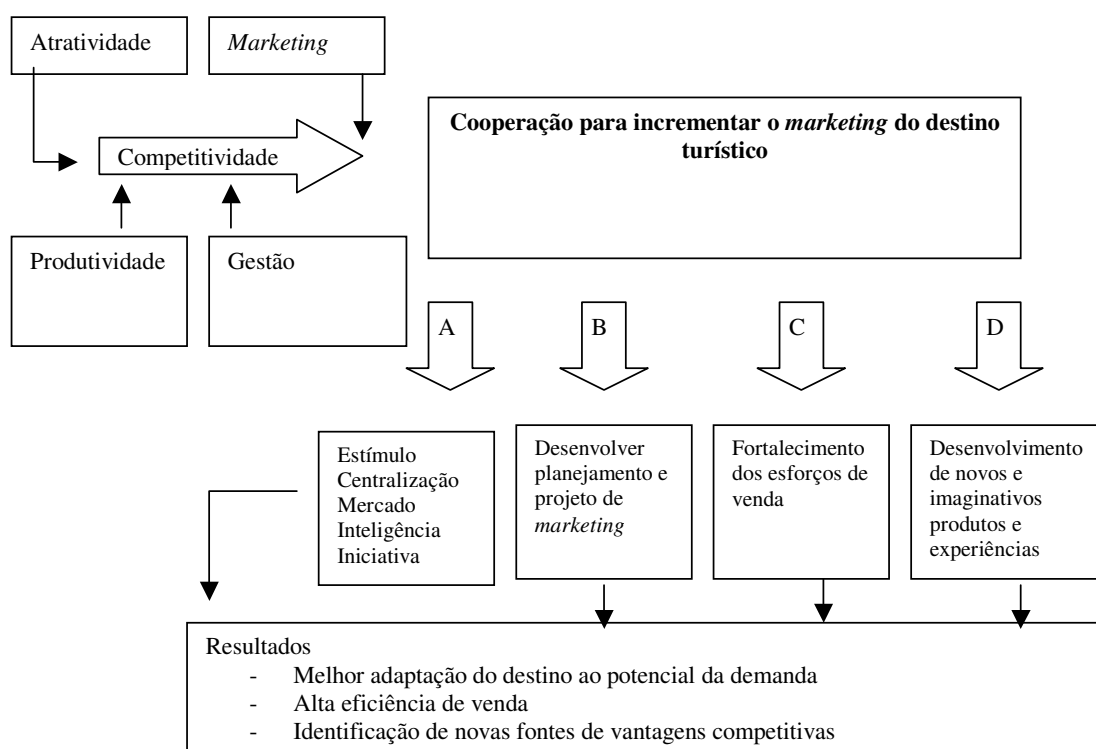 Atratividade
Marketing
Cooperação para incrementar o marketing do destino
turístico
Competitividade
Produtividade
Gestão
A
B
C
D
Estímulo
Centralização
Mercado
Inteligência
Iniciativa
Desenvolver
planejamento e
projeto de
marketing
Fortalecimento
dos esforços de
venda
Desenvolvimento
de novos e
imaginativos
produtos e
experiências
Resultados
- Melhor adaptação do destino ao potencial da demanda
- Alta eficiência de venda
- Identificação de novas fontes de vantagens competitivas